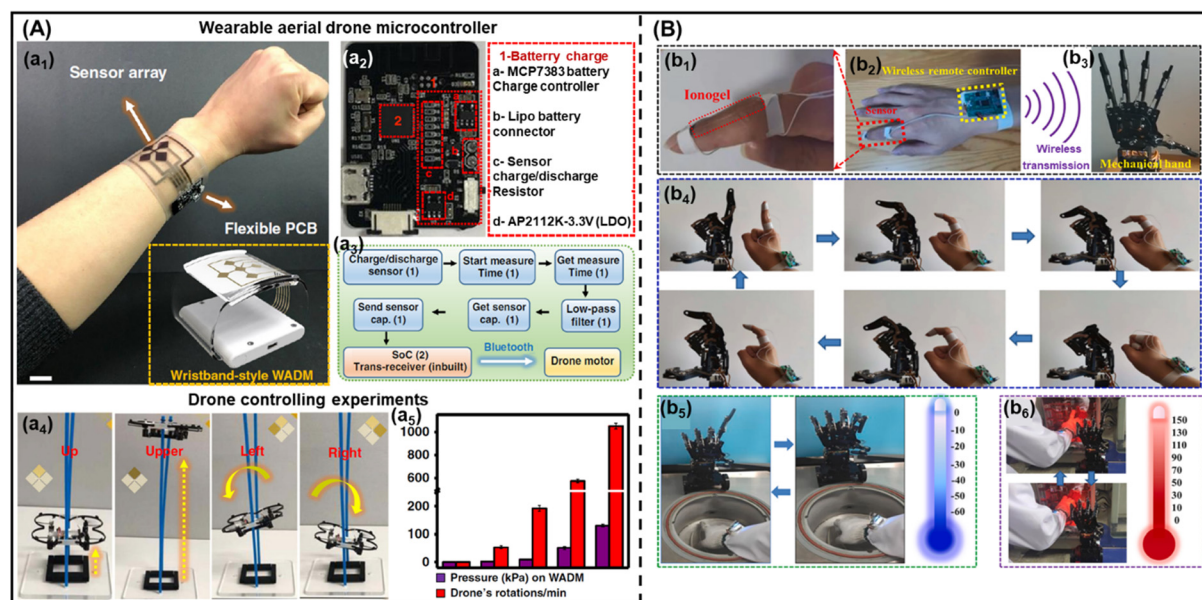 (A)
Wearable aerial drone microcontroller
(a1)
Sensor array
Flexible PCB
Wristband-style WADM
(a2)
2
a
b
c
d
1-Batterry charge
a- MCP7383 battery
Charge controller
b- Lipo battery
connector
c- Sensor
charge/discharge
Resistor
d- AP2112K-3.3V (LDO)
(a3)
Charge/discharge
sensor (1)
Start measure
Time (1)
Get measure
Time (1)
Send sensor
cap. (1)
Get sensor
cap. (1)
Low-pass
filter (1)
SoC (2)
Trans-receiver (inbuilt)
Bluetooth
Drone motor
Drone controlling experiments
(a4)
Up
Upper
Left
Right
(a5)
1000
600
200
100
0
Pressure (kPa) on WADM
Drone's rotations/min
(B)
(b1)
Ionogel
(b2)
Wireless remote controller
Sensor
Wireless
transmission
(b3)
Mechanical hand
(b4)
(b5)
0
-10
-20
-30
-40
-50
-60
(b6)
150
130
110
90
70
50
30
10
0